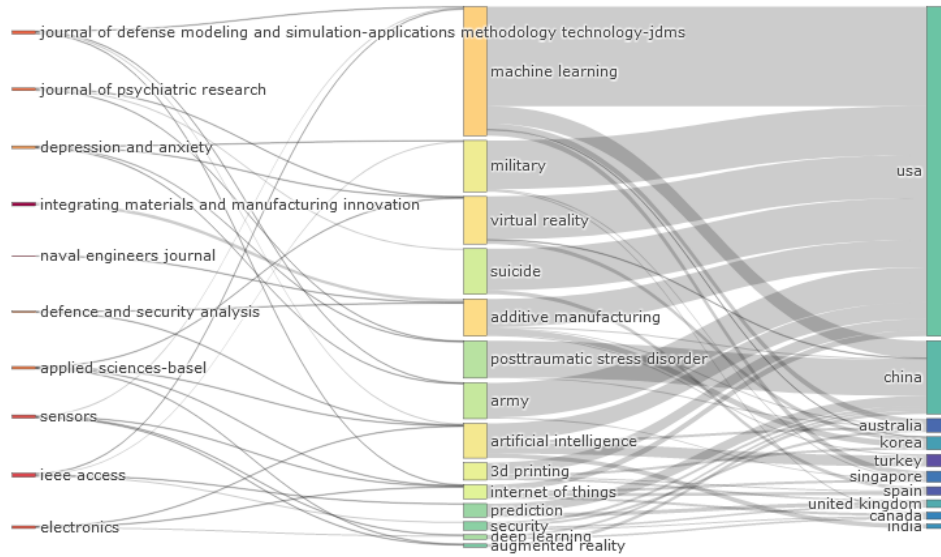 journal of defense modeling and simulation-applications methodology technology-jdms
journal of psychiatric research
depression and anxiety
integrating materials and manufacturing innovation
naval engineers journal
defence and security analysis
applied sciences-basel
sensors
ieee access
electronics
machine learning
military
virtual reality
suicide
additive manufacturing
posttraumatic stress disorder
army
artificial intelligence
3d printing
internet of things
prediction
security
deep learning
augmented reality
usa
china
australia
korea
turkey
singapore
spain
united kingdom
canada
india